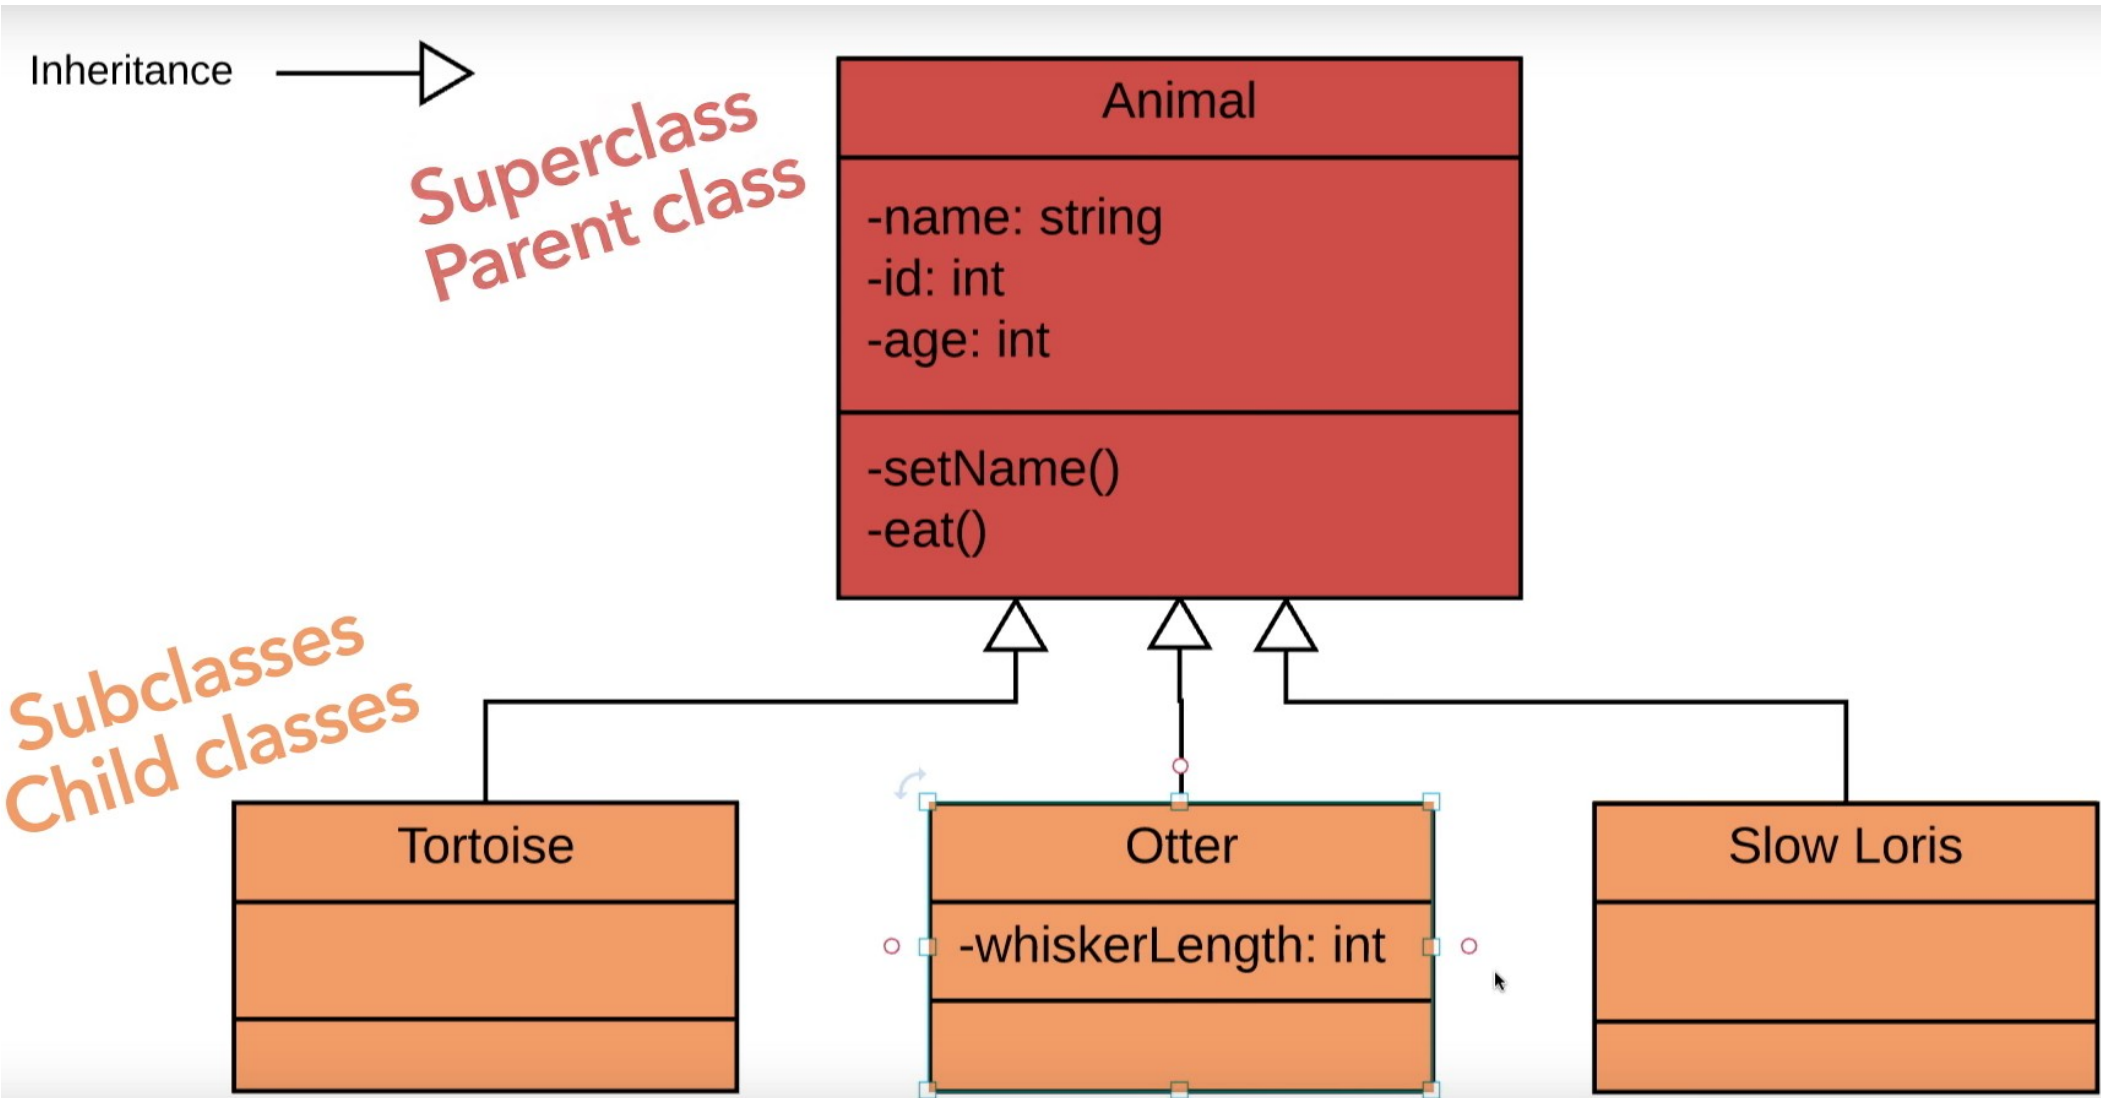 Inheritance
Superclass
Parent class
Animal
-name: string
-id: int
-age: int
-setName()
-eat()
Subclasses
Child classes
Tortoise
Otter
-whiskerLength: int
Slow Loris